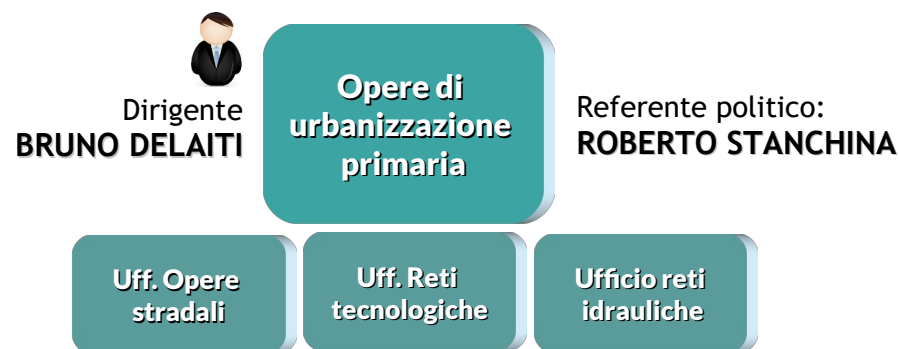 Dirigente
BRUNO DELAITI
Opere di
urbanizzazione
primaria
Referente politico:
ROBERTO STANCHINA
Uff. Opere
stradali
Uff. Reti
tecnologiche
Ufficio reti
idrauliche